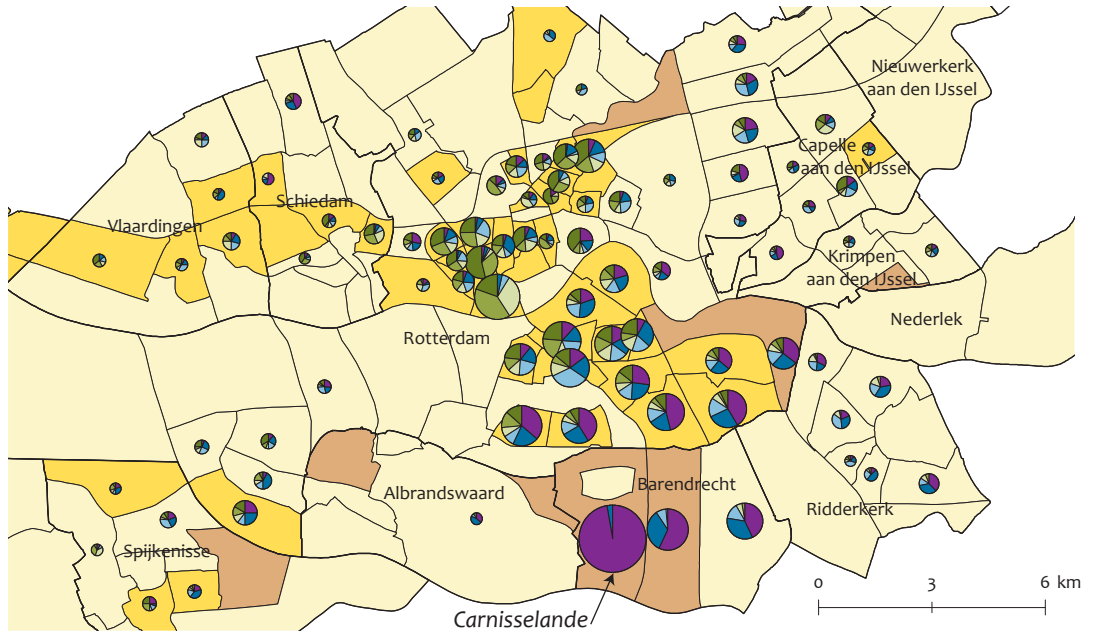 Nieuwerkerk
aan den IJssel
Capelle
aan den IJssel
Schiedam
Vlaardingen
Krimpen
aan den IJssel
Nederlek
Rotterdam
Albrandswaard
Barendrecht
Ridderkerk
Spijkenisse
Carnisselande
0 3 6 km